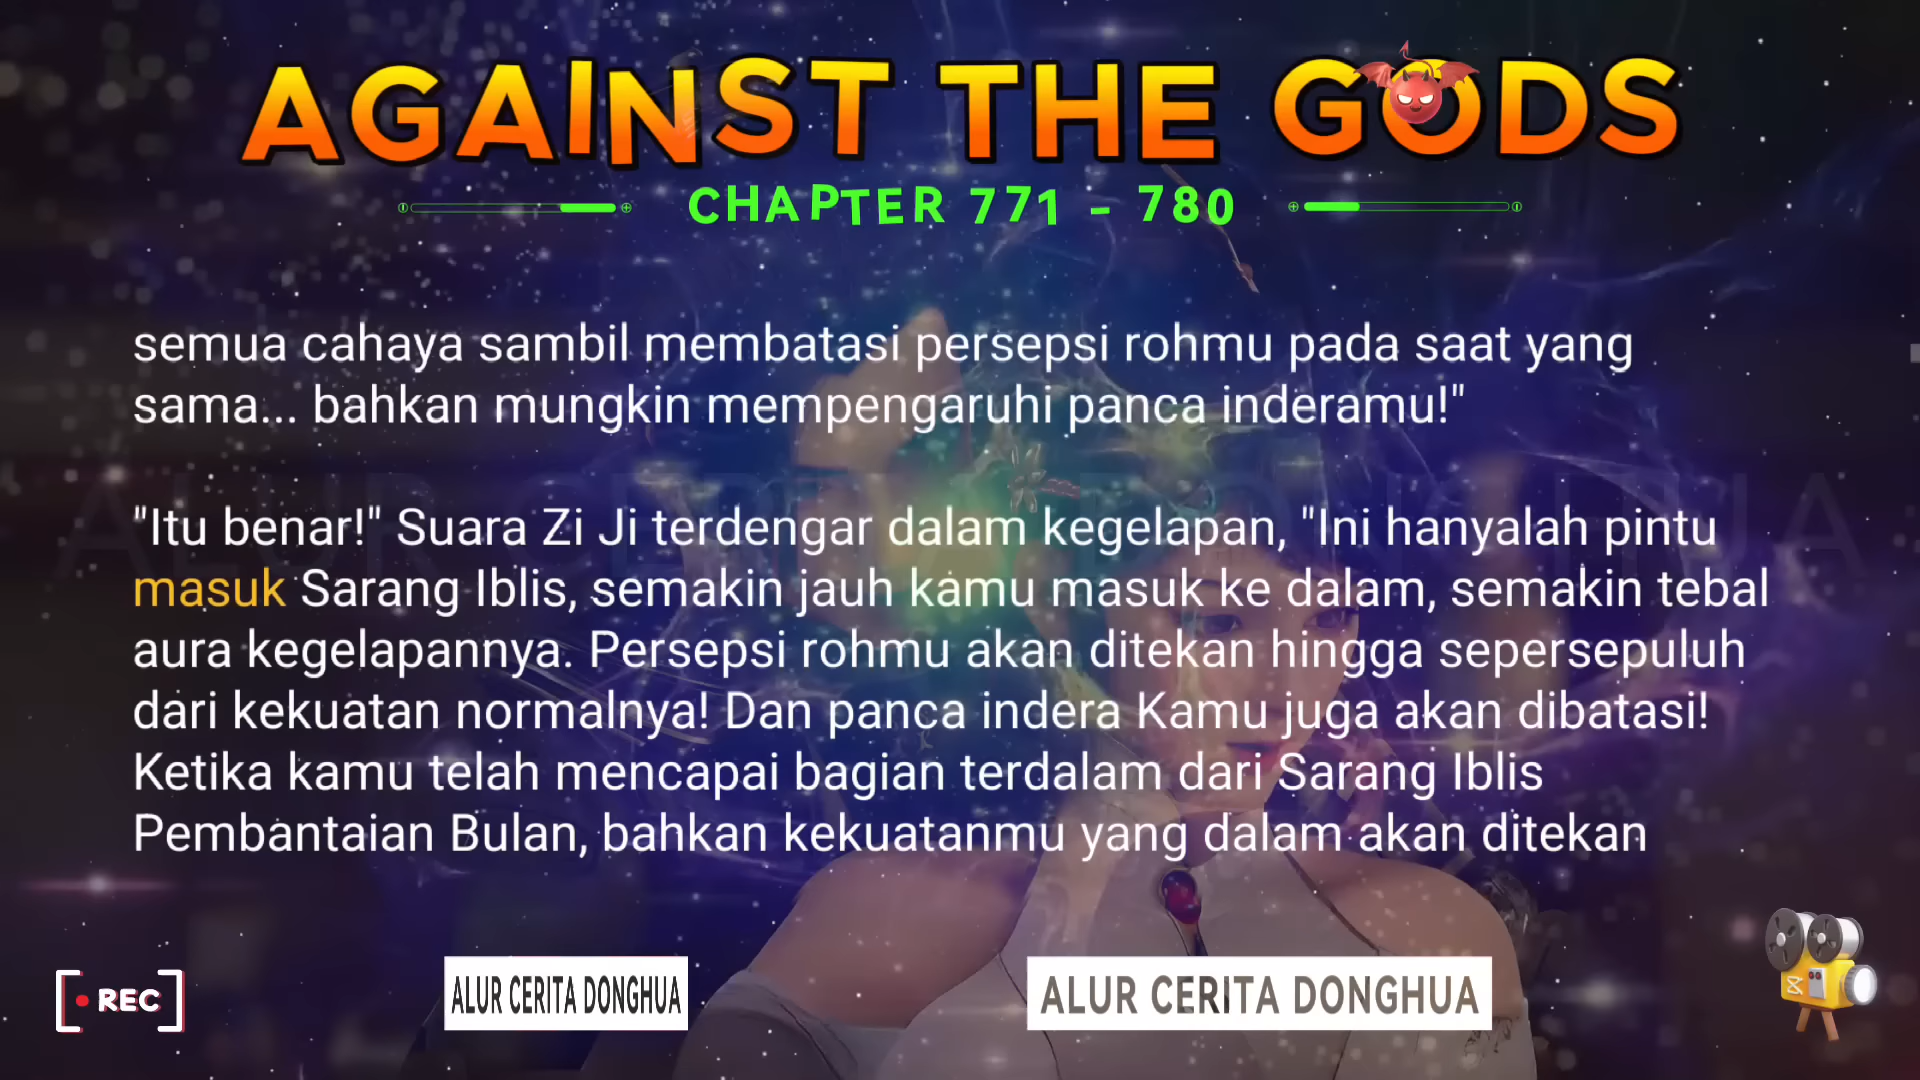 AGAINST THE GODS
CHAPTER 771 - 780
semua cahaya sambil membatasi persepsi rohmu pada saat yang
sama... bahkan mungkin mempengaruhi panca inderamu!"
"Itu benar!" Suara Zi Ji terdengar dalam kegelapan, "Ini hanyalah pintu
masuk Sarang Iblis, semakin jauh kamu masuk ke dalam, semakin tebal
aura kegelapannya. Persepsi rohmu akan ditekan hingga sepersepuluh
dari kekuatan normalnya! Dan panca indera Kamu juga akan dibatasi!
Ketika kamu telah mencapai bagian terdalam dari Sarang Iblis
Pembantaian Bulan, bahkan kekuatanmu yang dalam akan ditekan
REC
ALUR CERITA DONGHUA
ALUR CERITA DONGHUA
ALUR CERITA DONGHUA